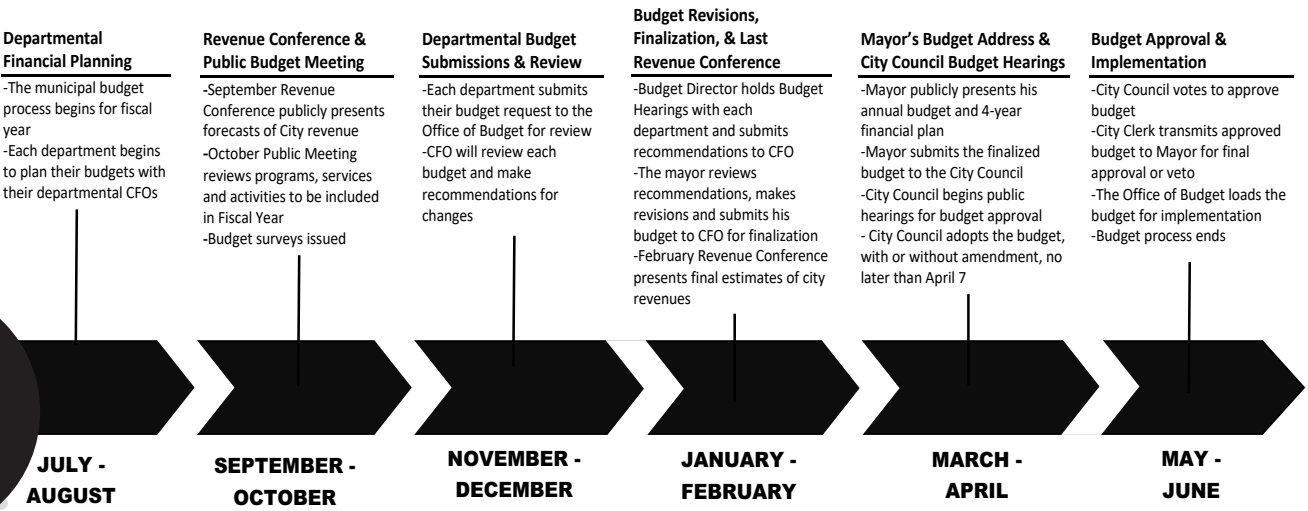 Departmental
Financial Planning
-The municipal budget
process begins for fiscal
year
-Each department begins
to plan their budgets with
their departmental CFOs
JULY -
AUGUST
Revenue Conference &
Public Budget Meeting
-September Revenue
Conference publicly presents
forecasts of City revenue
-October Public Meeting
reviews programs, services
and activities to be included
in Fiscal Year
-Budget surveys issued
SEPTEMBER -
OCTOBER
Departmental Budget
Submissions & Review
-Each department submits
their budget request to the
Office of Budget for review
-CFO will review each
budget and make
recommendations for
changes
NOVEMBER -
DECEMBER
Budget Revisions,
Finalization, & Last
Revenue Conference
-Budget Director holds Budget
Hearings with each
department and submits
recommendations to CFO
-The mayor reviews
recommendations, makes
revisions and submits his
budget to CFO for finalization
-February Revenue Conference
presents final estimates of city
revenues
JANUARY -
FEBRUARY
Mayor’s Budget Address &
City Council Budget Hearings
-Mayor publicly presents his
annual budget and 4-year
financial plan
-Mayor submits the finalized
budget to the City Council
-City Council begins public
hearings for budget approval
- City Council adopts the budget,
with or without amendment, no
later than April 7
MARCH -
APRIL
Budget Approval &
Implementation
-City Council votes to approve
budget
-City Clerk transmits approved
budget to Mayor for final
approval or veto
-The Office of Budget loads the
budget for implementation
-Budget process ends
MAY -
JUNE